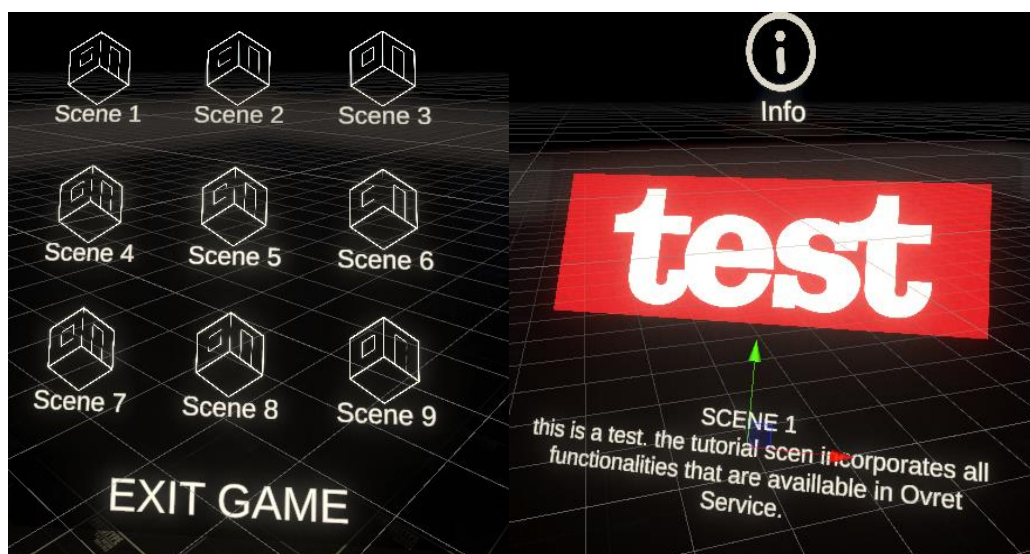 Scene 1
Scene 2
Scene 3
Scene 4
Scene 5
Scene 6
Scene 7
Scene 8
Scene 9
EXIT GAME
i
Info
test
SCENE 1
this is a test. the tutorial scen incorporates all
functionalities that are availlable in Ovret
Service.